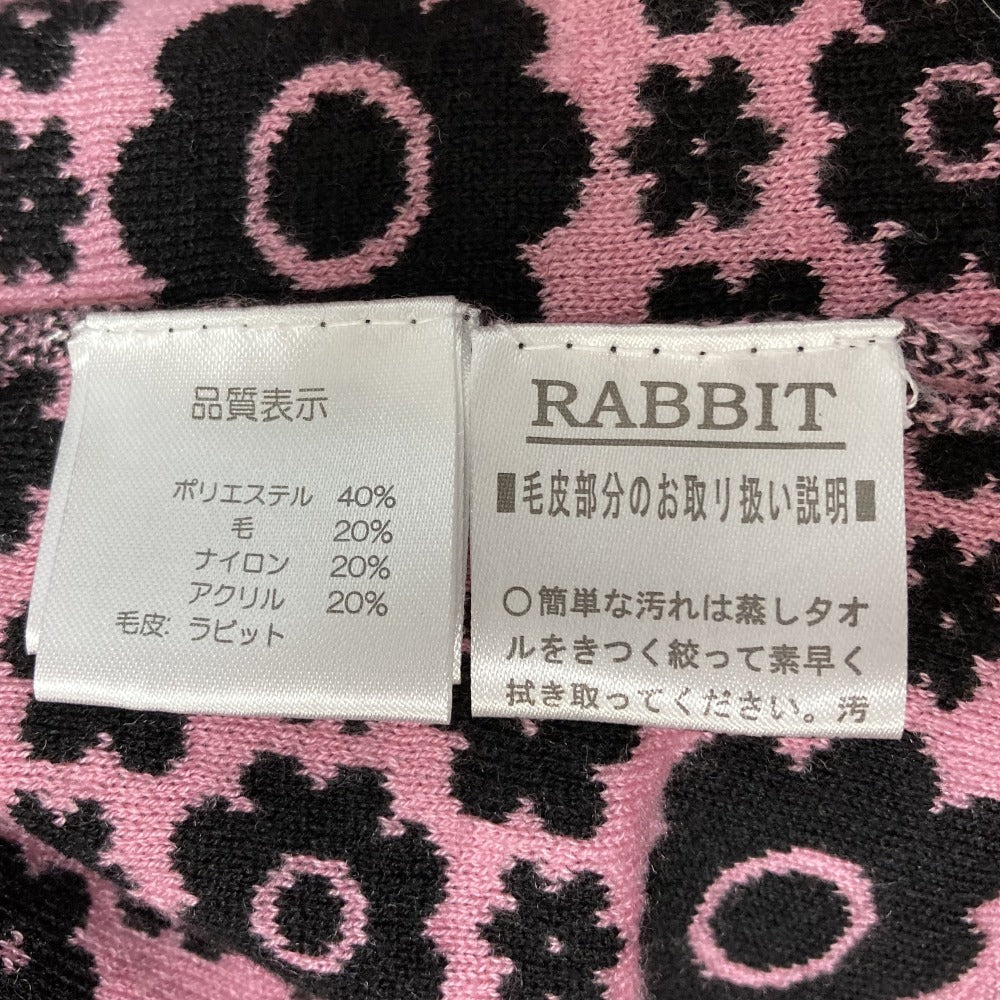 品質表示
ポリエステル 40%
毛 20%
ナイロン 20%
アクリル 20%
毛皮: ラビット
RABBIT
■毛皮部分のお取り扱い説明■
○簡単な汚れは蒸しタオ
ルをきつく絞って素早く
拭き取ってください。汚